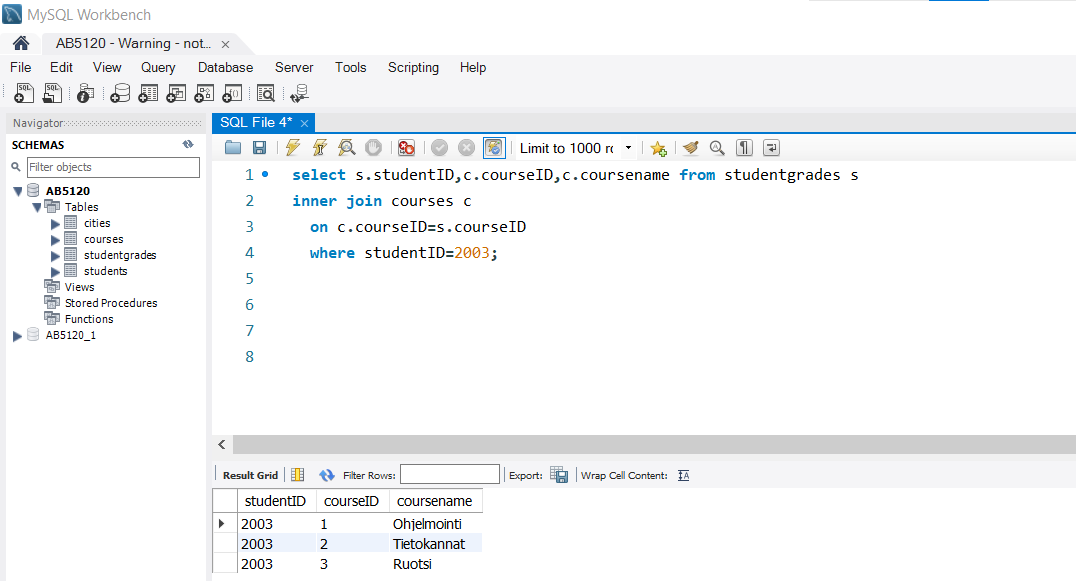 MySQL Workbench
AB5120 - Warning - not... ×
File Edit View Query Database Server Tools Scripting Help
Navigator
SQL File 4* ×
SCHEMAS
Filter objects
Limit to 1000 rc
AB5120
Tables
cities
courses
studentgrades
students
Views
Stored Procedures
Functions
AB5120_1
1 select s.studentID,c.courseID,c.coursename from studentgrades s
2 inner join courses c
3 on c.courseID=s.courseID
4 where studentID=2003;
5
6
7
8
Result Grid Filter Rows: Export: Wrap Cell Content:
studentID courseID coursename
2003 1 Ohjelmointi
2003 2 Tietokannat
2003 3 Ruotsi